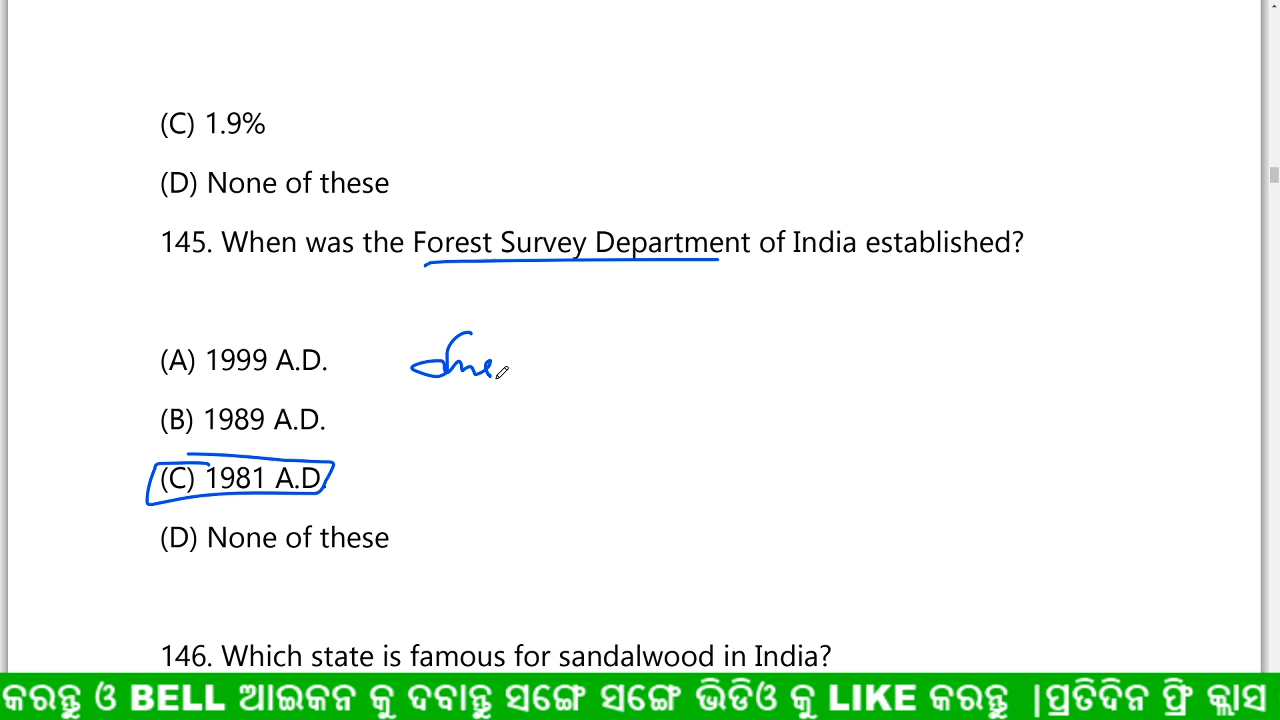 (C) 1.9%
(D) None of these
145. When was the Forest Survey Department of India established?
(A) 1999 A.D.
(B) 1989 A.D.
(C) 1981 A.D.
(D) None of these
146. Which state is famous for sandalwood in India?
କରନ୍ତୁ ଓ BELL ଆଇକନ କୁ ଦବାନ୍ତୁ ସଙ୍ଗେ ସଙ୍ଗେ ଭିଡିଓ କୁ LIKE କରନ୍ତୁ |ପ୍ରତିଦିନ ଫ୍ରି କ୍ଲାସ